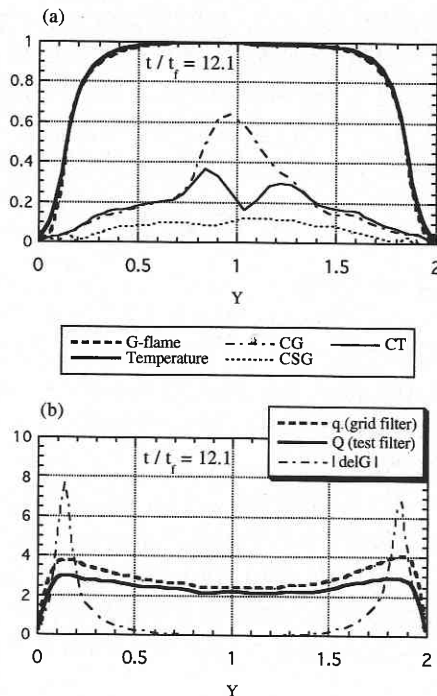 (a)
1
0.8
0.6
0.4
0.2
0
t / t_f = 12.1
0 0.5 1 1.5 2
Y
G-flame CG CT
Temperature CSG
(b)
10
8
6
4
2
0
t / t_f = 12.1
q.(grid filter)
Q (test filter)
| delG |
0 0.5 1 1.5 2
Y